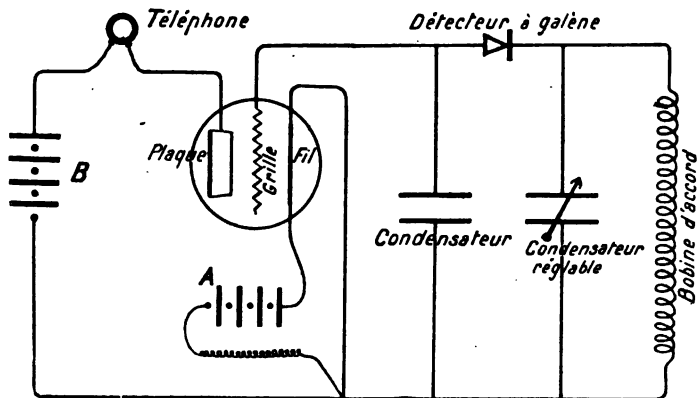 Téléphone
Détecteur à galène
B
Plaque
Grille
Fil
A
Condensateur
Condensateur
réglable
Bobine d'accord